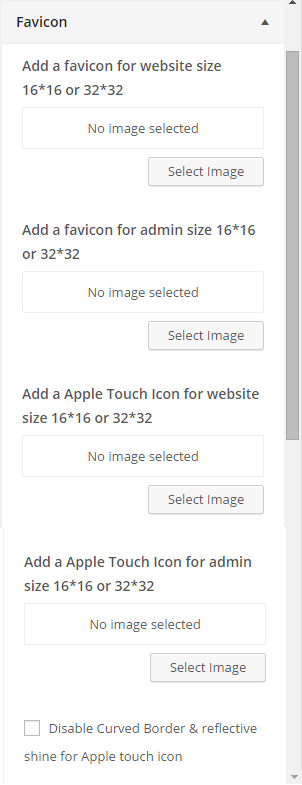 Favicon
Add a favicon for website size
16*16 or 32*32
No image selected
Select Image
Add a favicon for admin size 16*16
or 32*32
No image selected
Select Image
Add a Apple Touch Icon for website
size 16*16 or 32*32
No image selected
Select Image
Add a Apple Touch Icon for admin
size 16*16 or 32*32
No image selected
Select Image
Disable Curved Border & reflective
shine for Apple touch icon